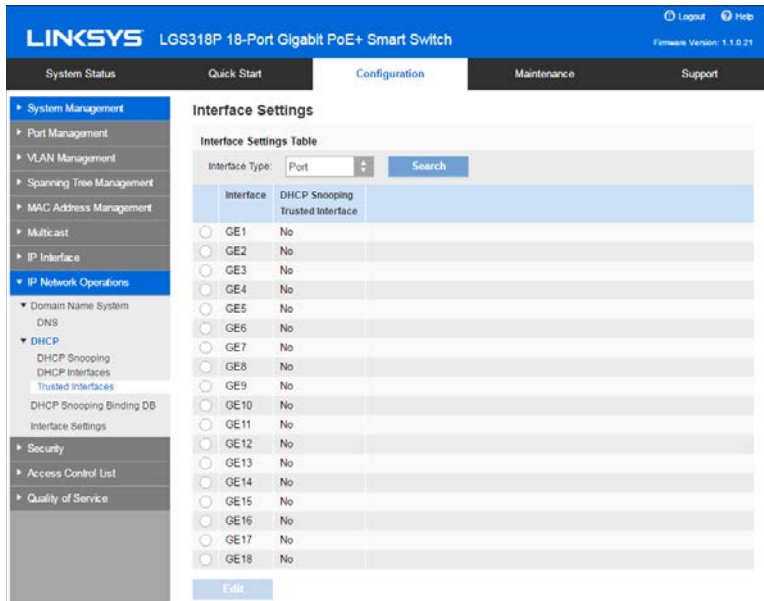 Logout Help
LINKSYS LGS318P 18-Port Gigabit PoE+ Smart Switch
Firmware Version: 1.1.0.21
System Status Quick Start Configuration Maintenance Support
System Management
Port Management
VLAN Management
Spanning Tree Management
MAC Address Management
Multicast
IP Interface
IP Network Operations
Domain Name System
DNS
DHCP
DHCP Snooping
DHCP Interfaces
Trusted Interfaces
DHCP Snooping Binding DB
Interface Settings
Security
Access Control List
Quality of Service
Interface Settings
Interface Settings Table
Interface Type: Port Search
Interface DHCP Snooping
Trusted Interface
GE1 No
GE2 No
GE3 No
GE4 No
GE5 No
GE6 No
GE7 No
GE8 No
GE9 No
GE10 No
GE11 No
GE12 No
GE13 No
GE14 No
GE15 No
GE16 No
GE17 No
GE18 No
Edit